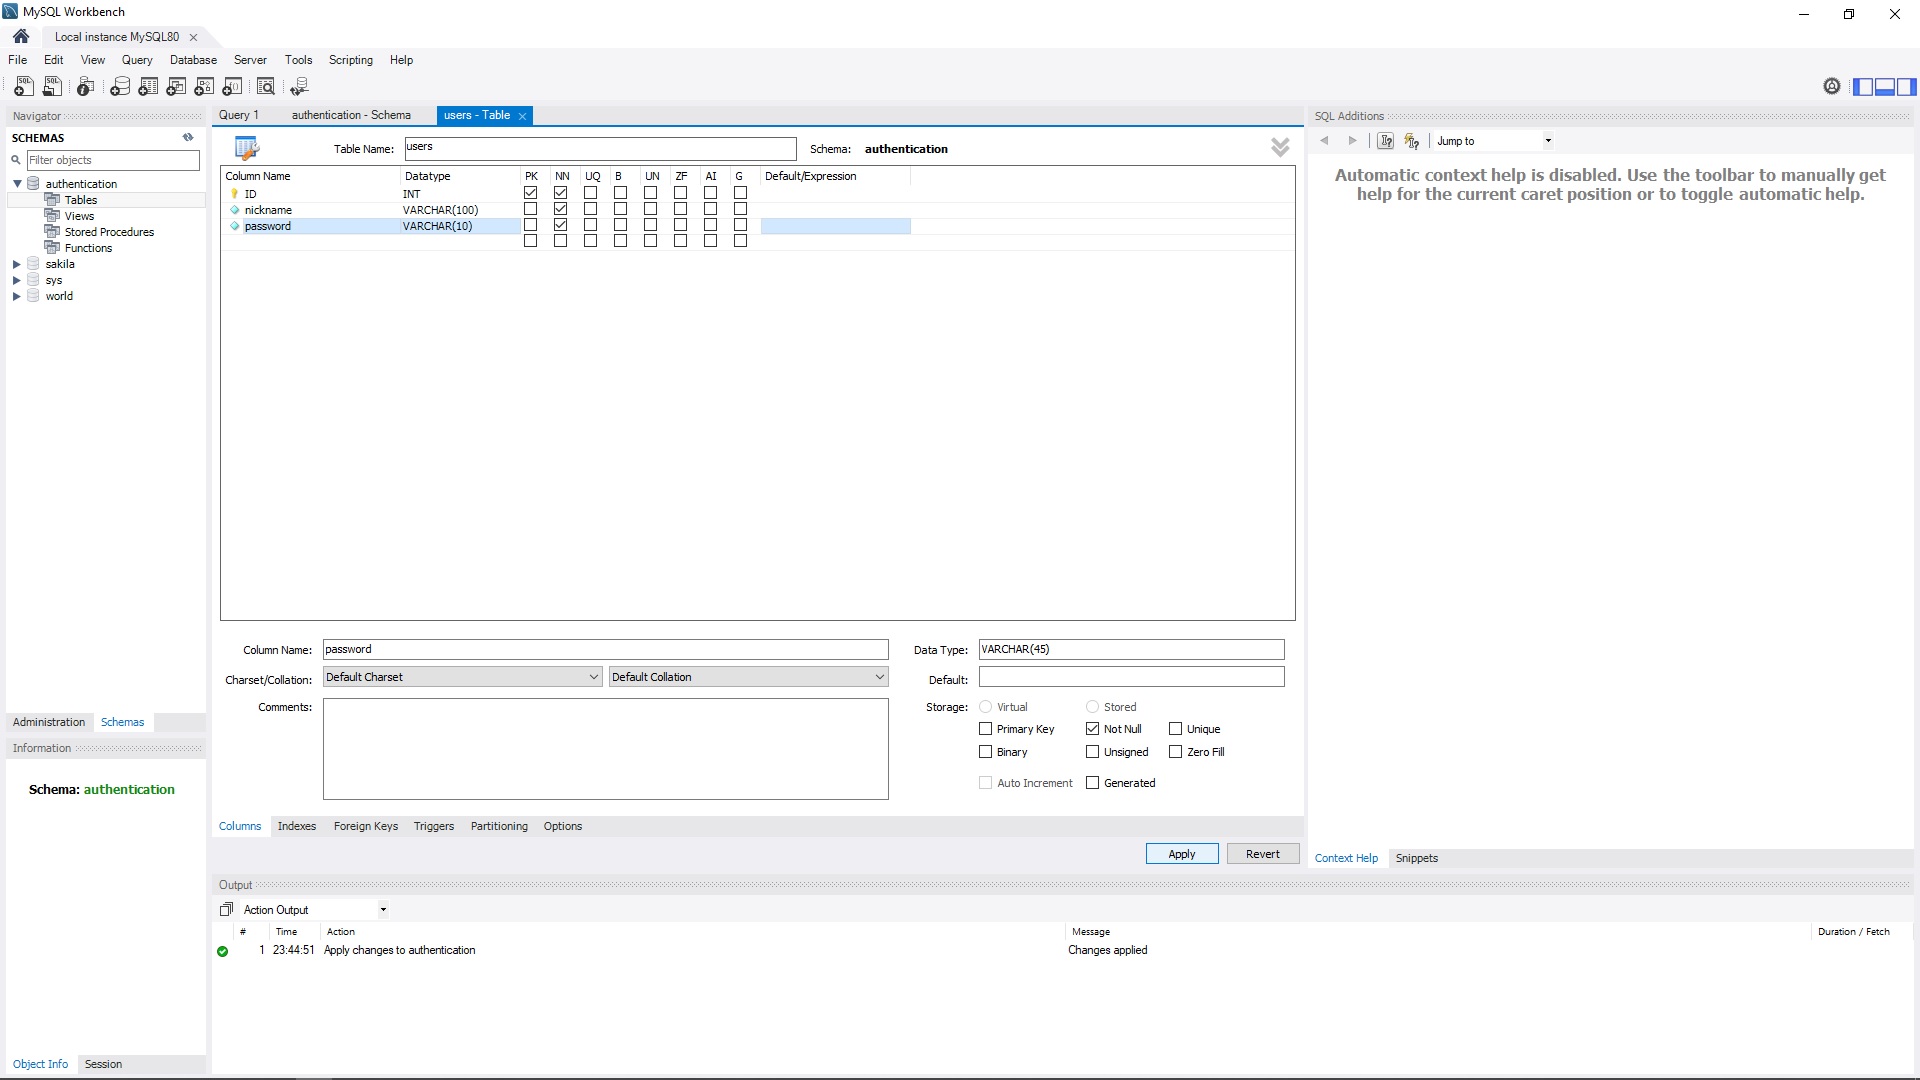 MySQL Workbench
Local instance MySQL80
File Edit View Query Database Server Tools Scripting Help
Navigator
SCHEMAS
Filter objects
authentication
Tables
Views
Stored Procedures
Functions
sakila
sys
world
Administration Schemas
Information
Schema: authentication
Object Info Session
Query 1 authentication - Schema users - Table
Table Name: users Schema: authentication
Column Name Datatype PK NN UQ B UN ZF AI G Default/Expression
ID INT
nickname VARCHAR(100)
password VARCHAR(10)
Column Name: password Data Type: VARCHAR(45)
Charset/Collation: Default Charset Default Collation Default:
Comments: Storage: Virtual Stored
Primary Key Not Null Unique
Binary Unsigned Zero Fill
Auto Increment Generated
Columns Indexes Foreign Keys Triggers Partitioning Options
Apply Revert
SQL Additions
Jump to
Automatic context help is disabled. Use the toolbar to manually get
help for the current caret position or to toggle automatic help.
Context Help Snippets
Output
Action Output
# Time Action Message Duration / Fetch
1 23:44:51 Apply changes to authentication Changes applied